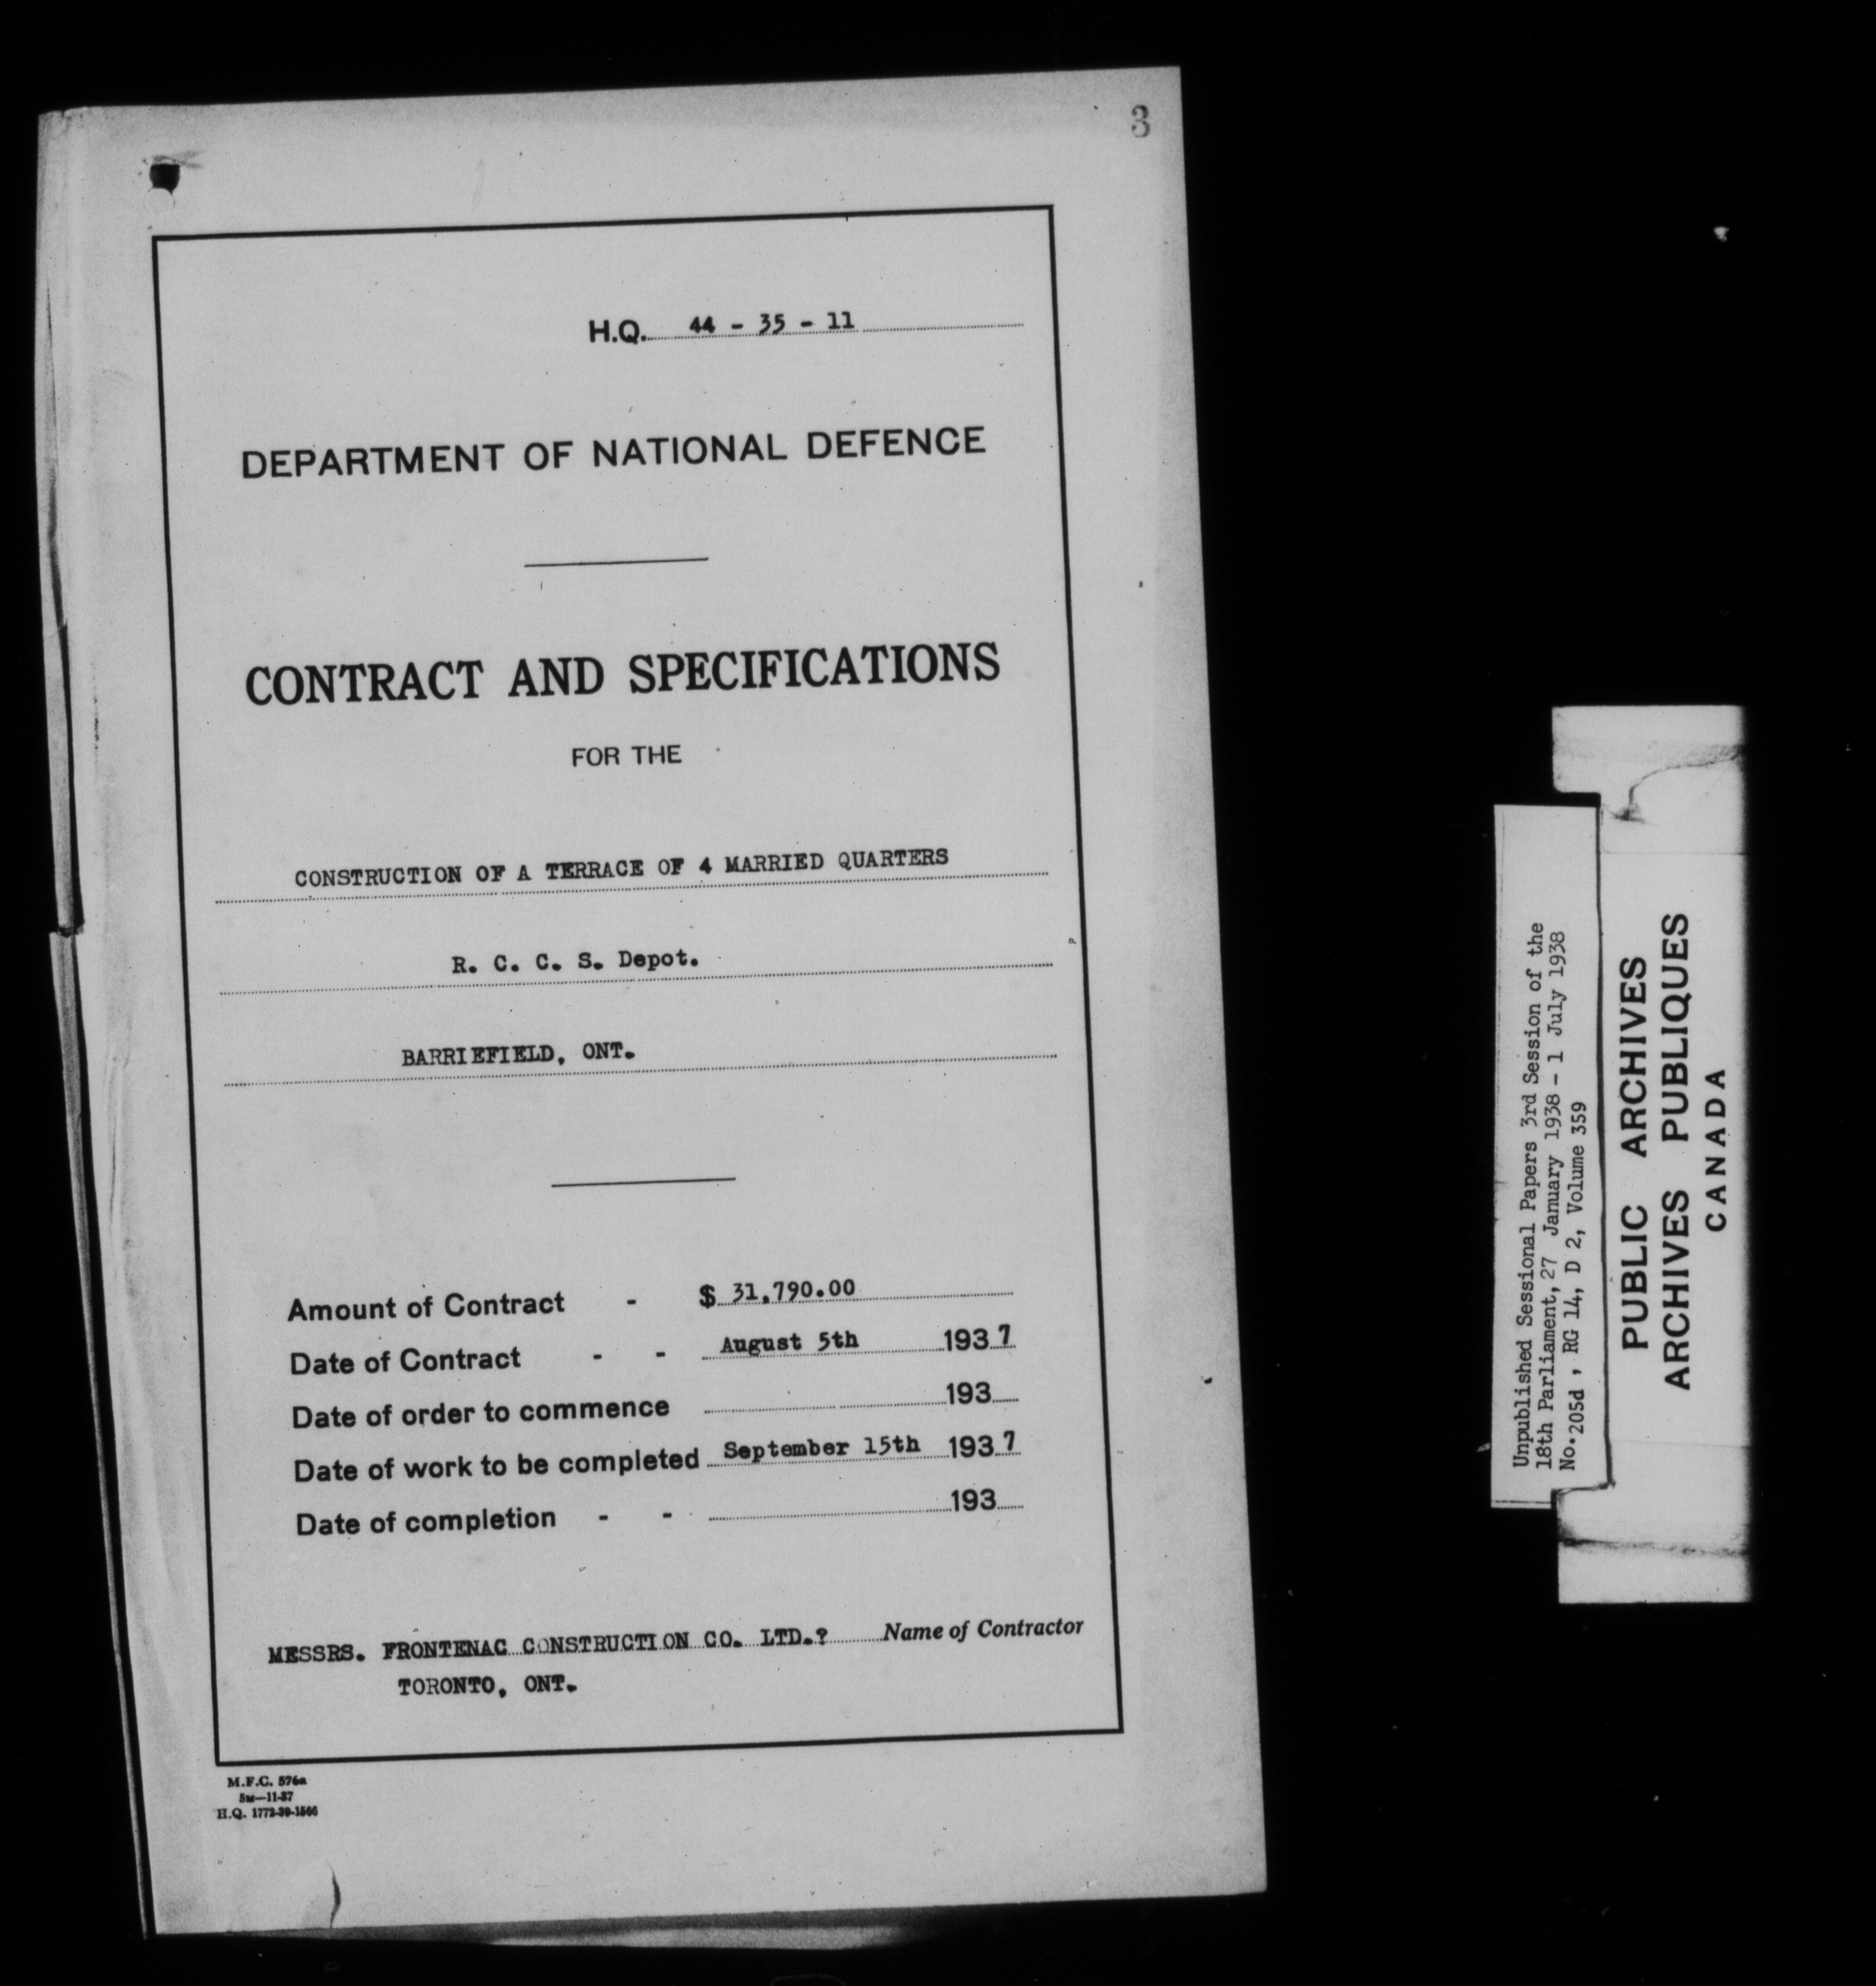 3
H.Q. 44 - 35 - 11
DEPARTMENT OF NATIONAL DEFENCE
CONTRACT AND SPECIFICATIONS
FOR THE
CONSTRUCTION OF A TERRACE OF 4 MARRIED QUARTERS
R. C. C. S. Depot.
BARRIEFIELD, ONT.
Amount of Contract - $ 31,790.00
Date of Contract - - August 5th 1937
Date of order to commence 193
Date of work to be completed September 15th 1937
Date of completion - - 193
MESSRS. FRONTENAC CONSTRUCTION CO. LTD.? Name of Contractor
TORONTO, ONT.
M.F.C. 576a
5M—11-37
H.Q. 1772-39-1566
Unpublished Sessional Papers 3rd Session of the
18th Parliament, 27 January 1938 - 1 July 1938
No. 205d , RG 14, D 2, Volume 359
PUBLIC ARCHIVES
ARCHIVES PUBLIQUES
CANADA